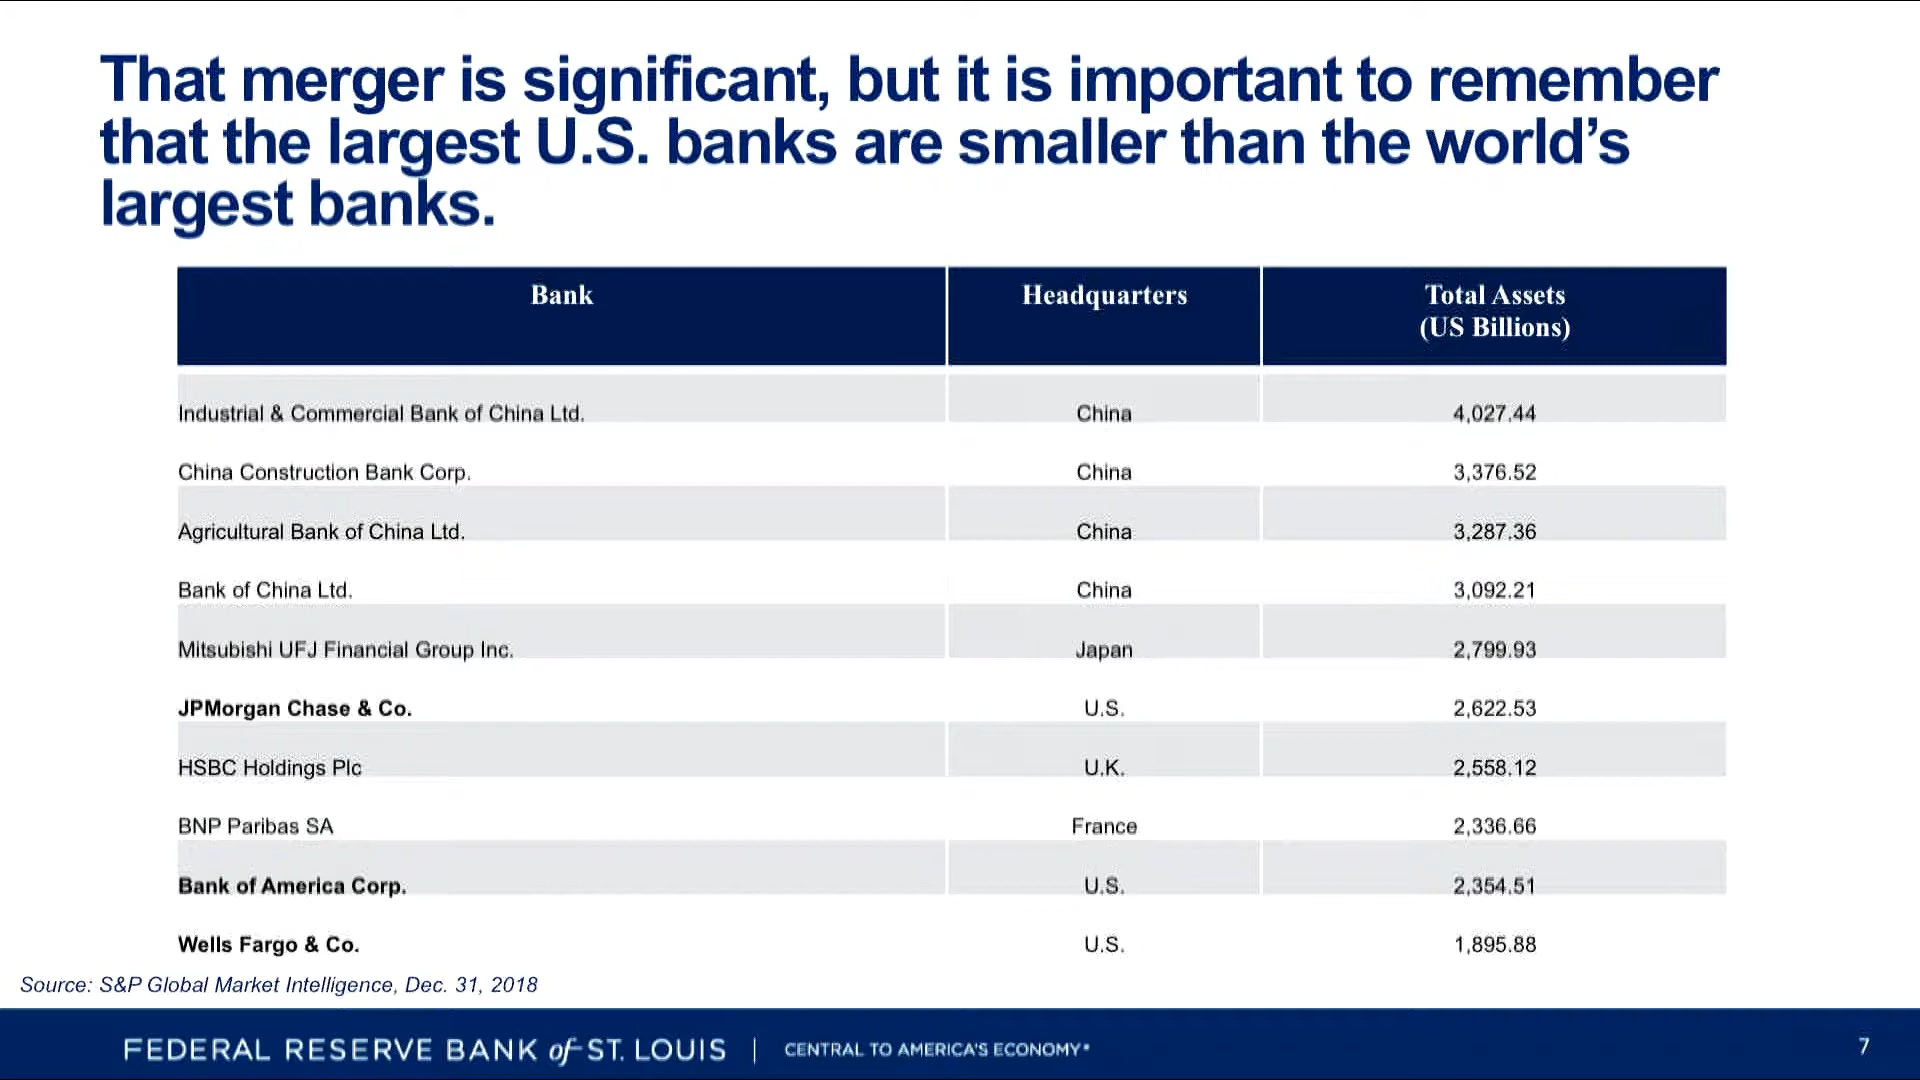 That merger is significant, but it is important to remember
that the largest U.S. banks are smaller than the world’s
largest banks.
Bank Headquarters Total Assets
(US Billions)
Industrial & Commercial Bank of China Ltd. China 4,027.44
China Construction Bank Corp. China 3,376.52
Agricultural Bank of China Ltd. China 3,287.36
Bank of China Ltd. China 3,092.21
Mitsubishi UFJ Financial Group Inc. Japan 2,799.93
JPMorgan Chase & Co. U.S. 2,622.53
HSBC Holdings Plc U.K. 2,558.12
BNP Paribas SA France 2,336.66
Bank of America Corp. U.S. 2,354.51
Wells Fargo & Co. U.S. 1,895.88
Source: S&P Global Market Intelligence, Dec. 31, 2018
FEDERAL RESERVE BANK of ST. LOUIS | CENTRAL TO AMERICA'S ECONOMY® 7